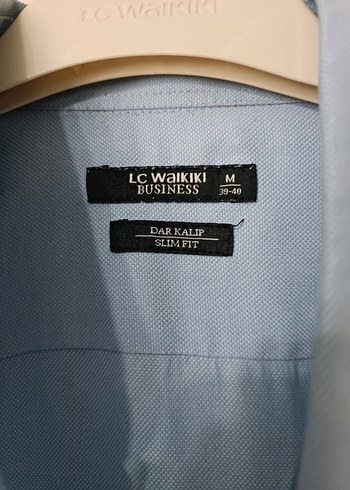 LC WAIKIKI
LC WAIKIKI
BUSINESS
M
39-40
DAR KALIP
SLIM FIT